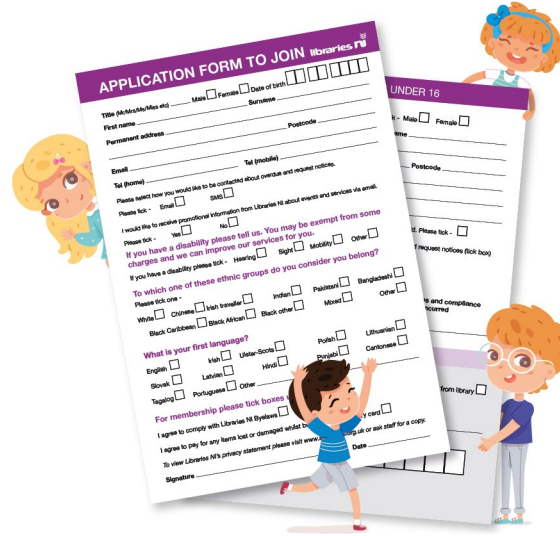 APPLICATION FORM TO JOIN libraries NI
Title (Mr/Mrs/Ms/Miss etc) Male Female Date of birth
First name Surname
Permanent address
Postcode
Email
Tel (home) Tel (mobile)
Please select how you would like to be contacted about overdue and request notices.
Please tick - Email SMS
I would like to receive promotional information from Libraries NI about events and services via email.
Please tick - Yes No
If you have a disability please tell us. You may be exempt from some
charges and we can improve our services for you.
If you have a disability please tick - Hearing Sight Mobility Other
To which one of these ethnic groups do you consider you belong?
Please tick one -
White Chinese Irish traveller Indian Pakistani Bangladeshi
Black Caribbean Black African Black other Mixed Other
What is your first language?
English Irish Ulster-Scots Polish Lithuanian
Slovak Latvian Hindi Punjabi Cantonese
Tagalog Portuguese Other
For membership please tick boxes
I agree to comply with Libraries NI Byelaws
I agree to pay for any items lost or damaged whilst card
To view Libraries NI's privacy statement please visit www. .org.uk or ask staff for a copy.
Signature Date
UNDER 16
Male Female
Postcode
Please tick -
request notices (tick box)
and compliance
from library